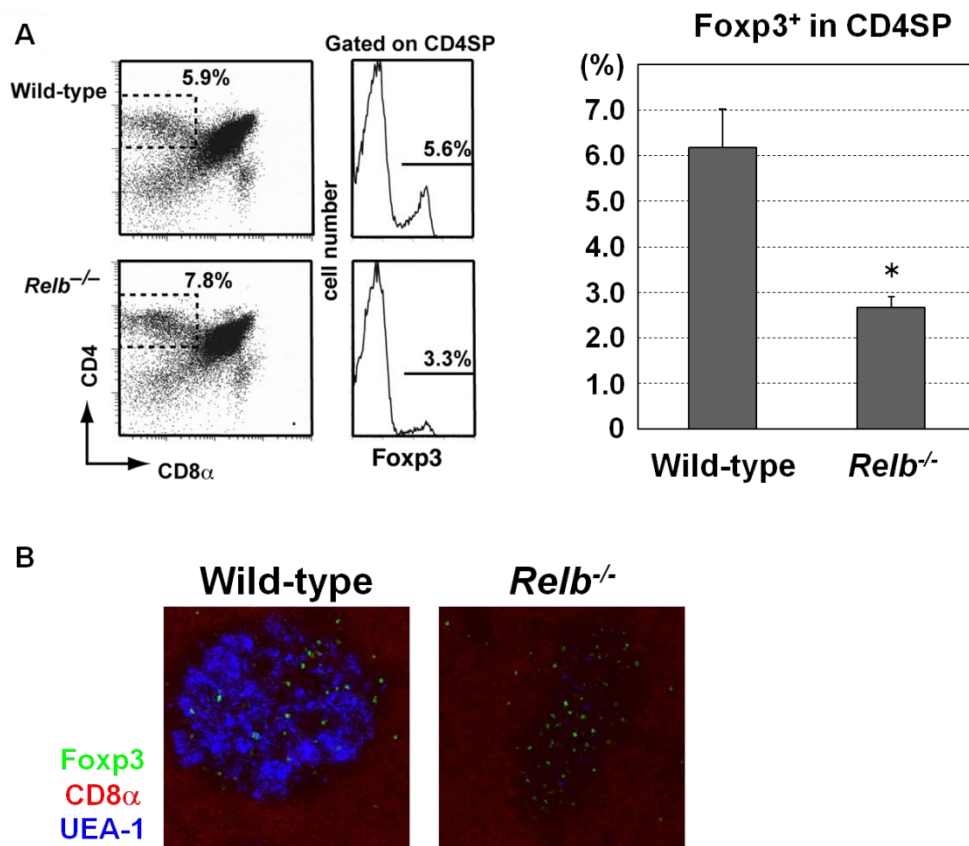 A
Gated on CD4SP
Wild-type
5.9%
5.6%
Relb–/–
7.8%
3.3%
cell number
CD4
CD8α
Foxp3
Foxp3+ in CD4SP
(%)
7.0
6.0
5.0
4.0
3.0
2.0
1.0
0
*
Wild-type
Relb-/-
B
Wild-type
Relb-/-
Foxp3
CD8α
UEA-1